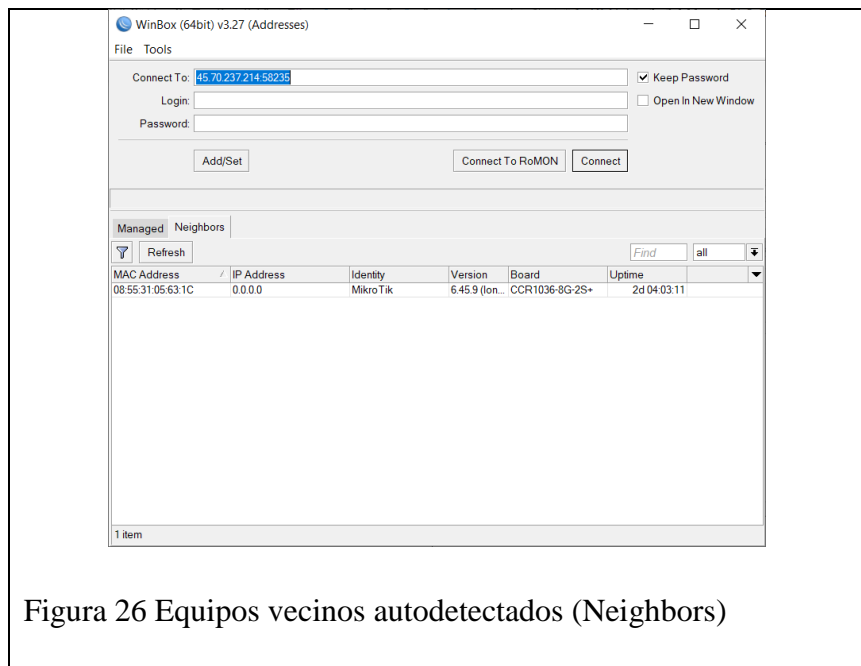 WinBox (64bit) v3.27 (Addresses)
File Tools
Connect To: 45.70.237.214:58235
Keep Password
Login:
Open In New Window
Password:
Add/Set Connect To RoMON Connect
Managed Neighbors
Refresh Find all
MAC Address IP Address Identity Version Board Uptime
08:55:31:05:63:1C 0.0.0.0 MikroTik 6.45.9 (lon... CCR1036-8G-2S+ 2d 04:03:11
1 item
Figura 26 Equipos vecinos autodetectados (Neighbors)